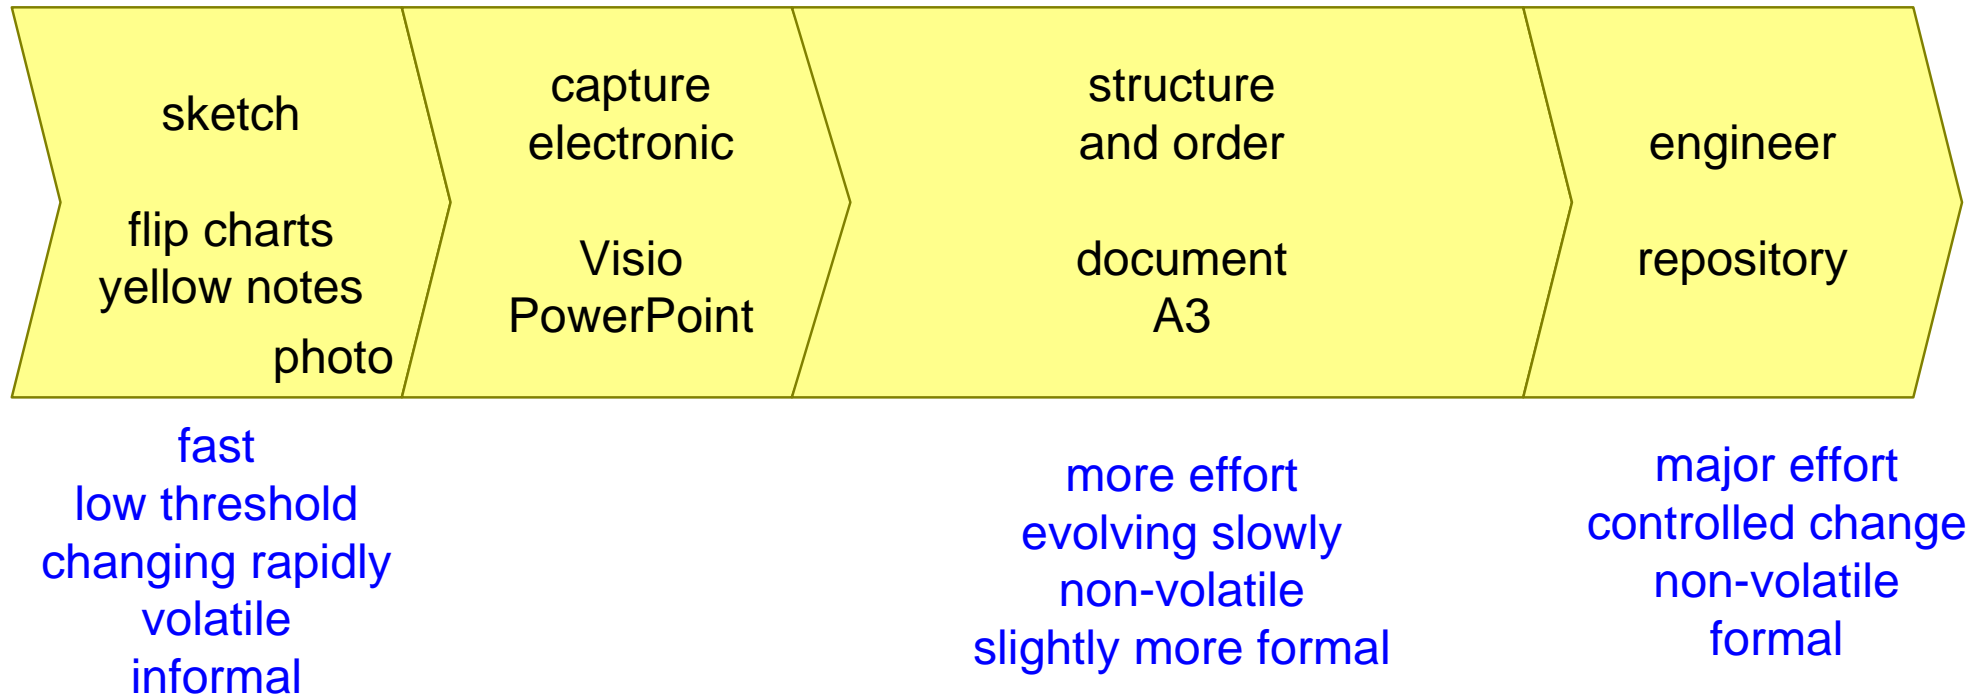 sketch
flip charts
yellow notes
photo
capture
electronic
Visio
PowerPoint
structure
and order
document
A3
engineer
repository
fast
low threshold
changing rapidly
volatile
informal
more effort
evolving slowly
non-volatile
slightly more formal
major effort
controlled change
non-volatile
formal